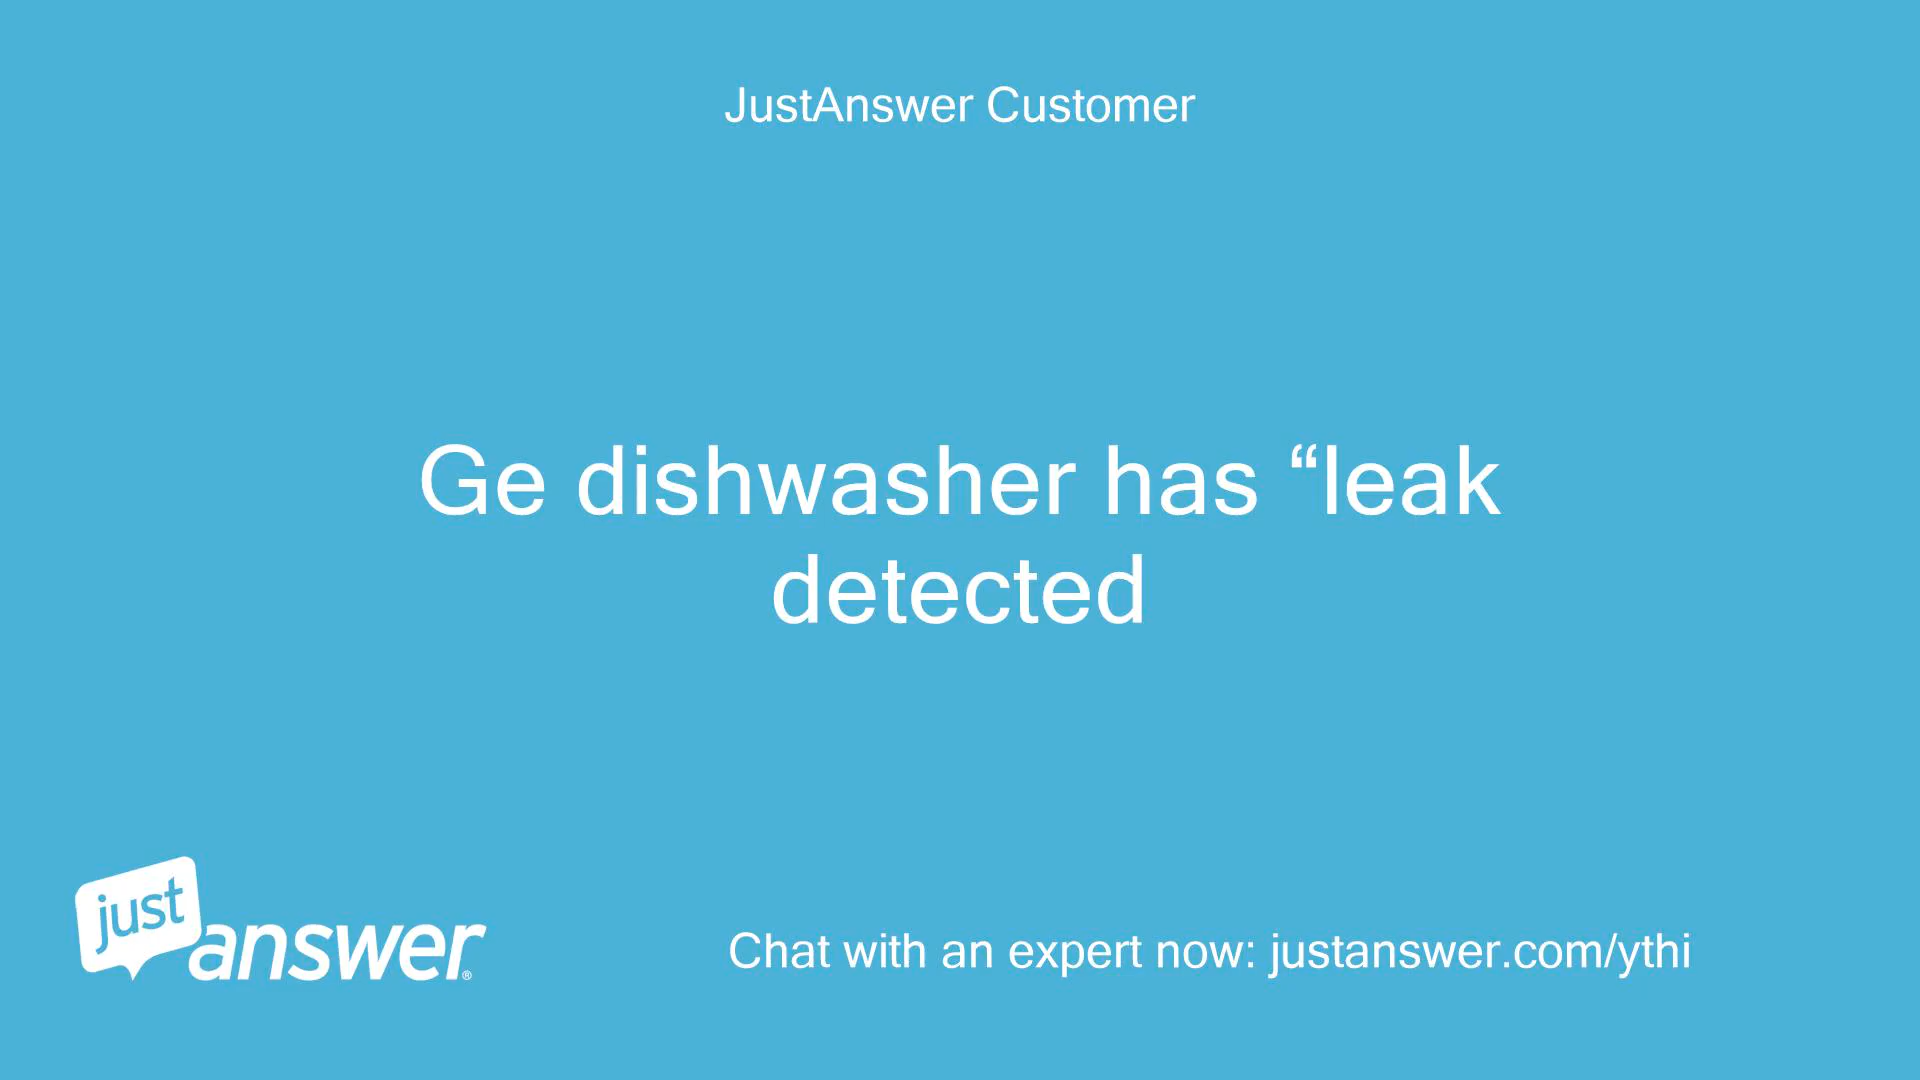 JustAnswer Customer
Ge dishwasher has “leak
detected
just
answer®
Chat with an expert now: justanswer.com/ythi